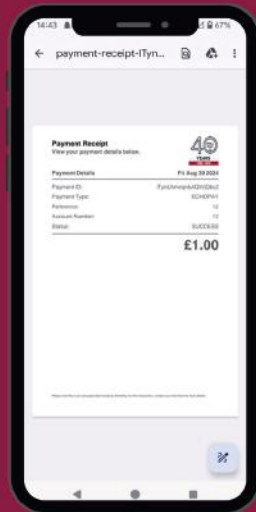 14:43
67%
payment-receipt-ITyn...
Payment Receipt
View your payment details below.
40
YEARS
Payment Details Fri Aug 30 2024
Payment ID:
Payment Type: ECHOPAY
Reference: 12
Account Number: 12
Status: SUCCESS
£1.00